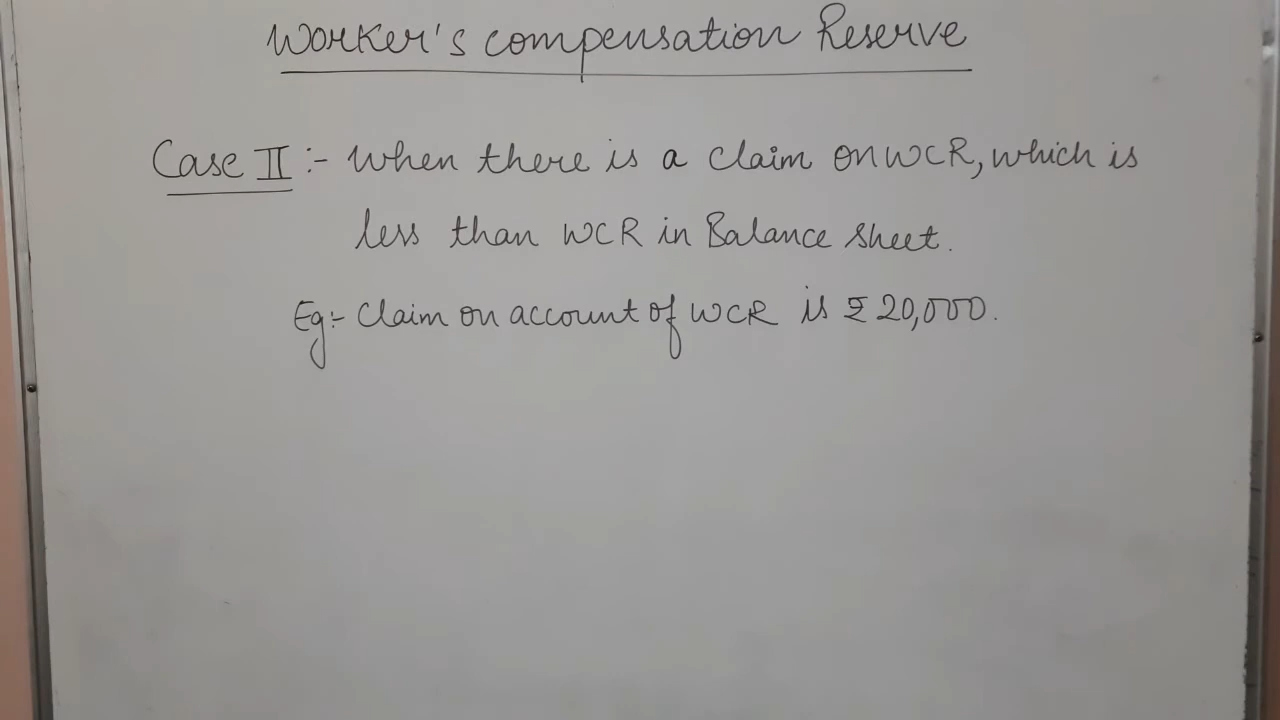 Worker's compensation Reserve
Case II :- When there is a claim on WCR, which is
less than WCR in Balance Sheet.
Eg:- Claim on account of WCR is ₹ 20,000.